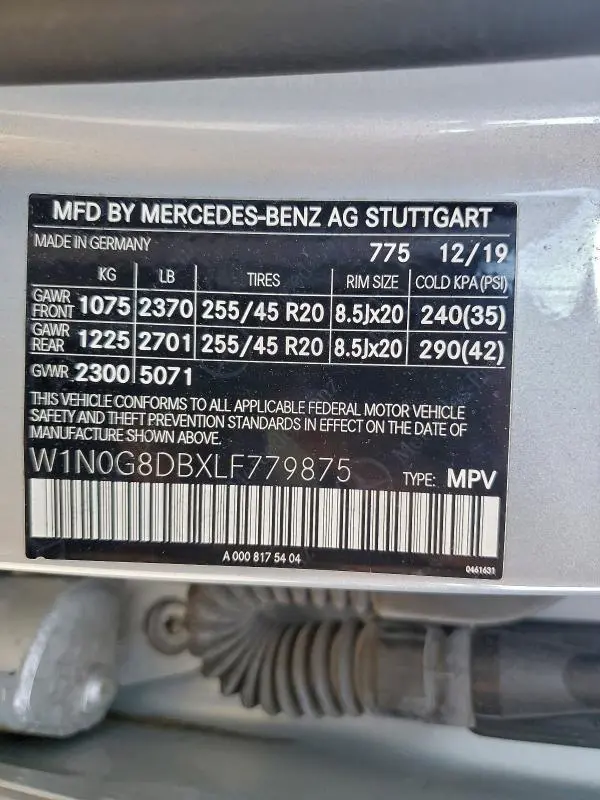 MFD BY MERCEDES-BENZ AG STUTTGART
MADE IN GERMANY 775 12/19
KG LB TIRES RIM SIZE COLD KPA (PSI)
GAWR FRONT 1075 2370 255/45 R20 8.5Jx20 240(35)
GAWR REAR 1225 2701 255/45 R20 8.5Jx20 290(42)
GVWR 2300 5071
THIS VEHICLE CONFORMS TO ALL APPLICABLE FEDERAL MOTOR VEHICLE
SAFETY AND THEFT PREVENTION STANDARDS IN EFFECT ON THE DATE OF
MANUFACTURE SHOWN ABOVE.
W1N0G8DBXLF779875 TYPE: MPV
A 000 817 54 04
0461631